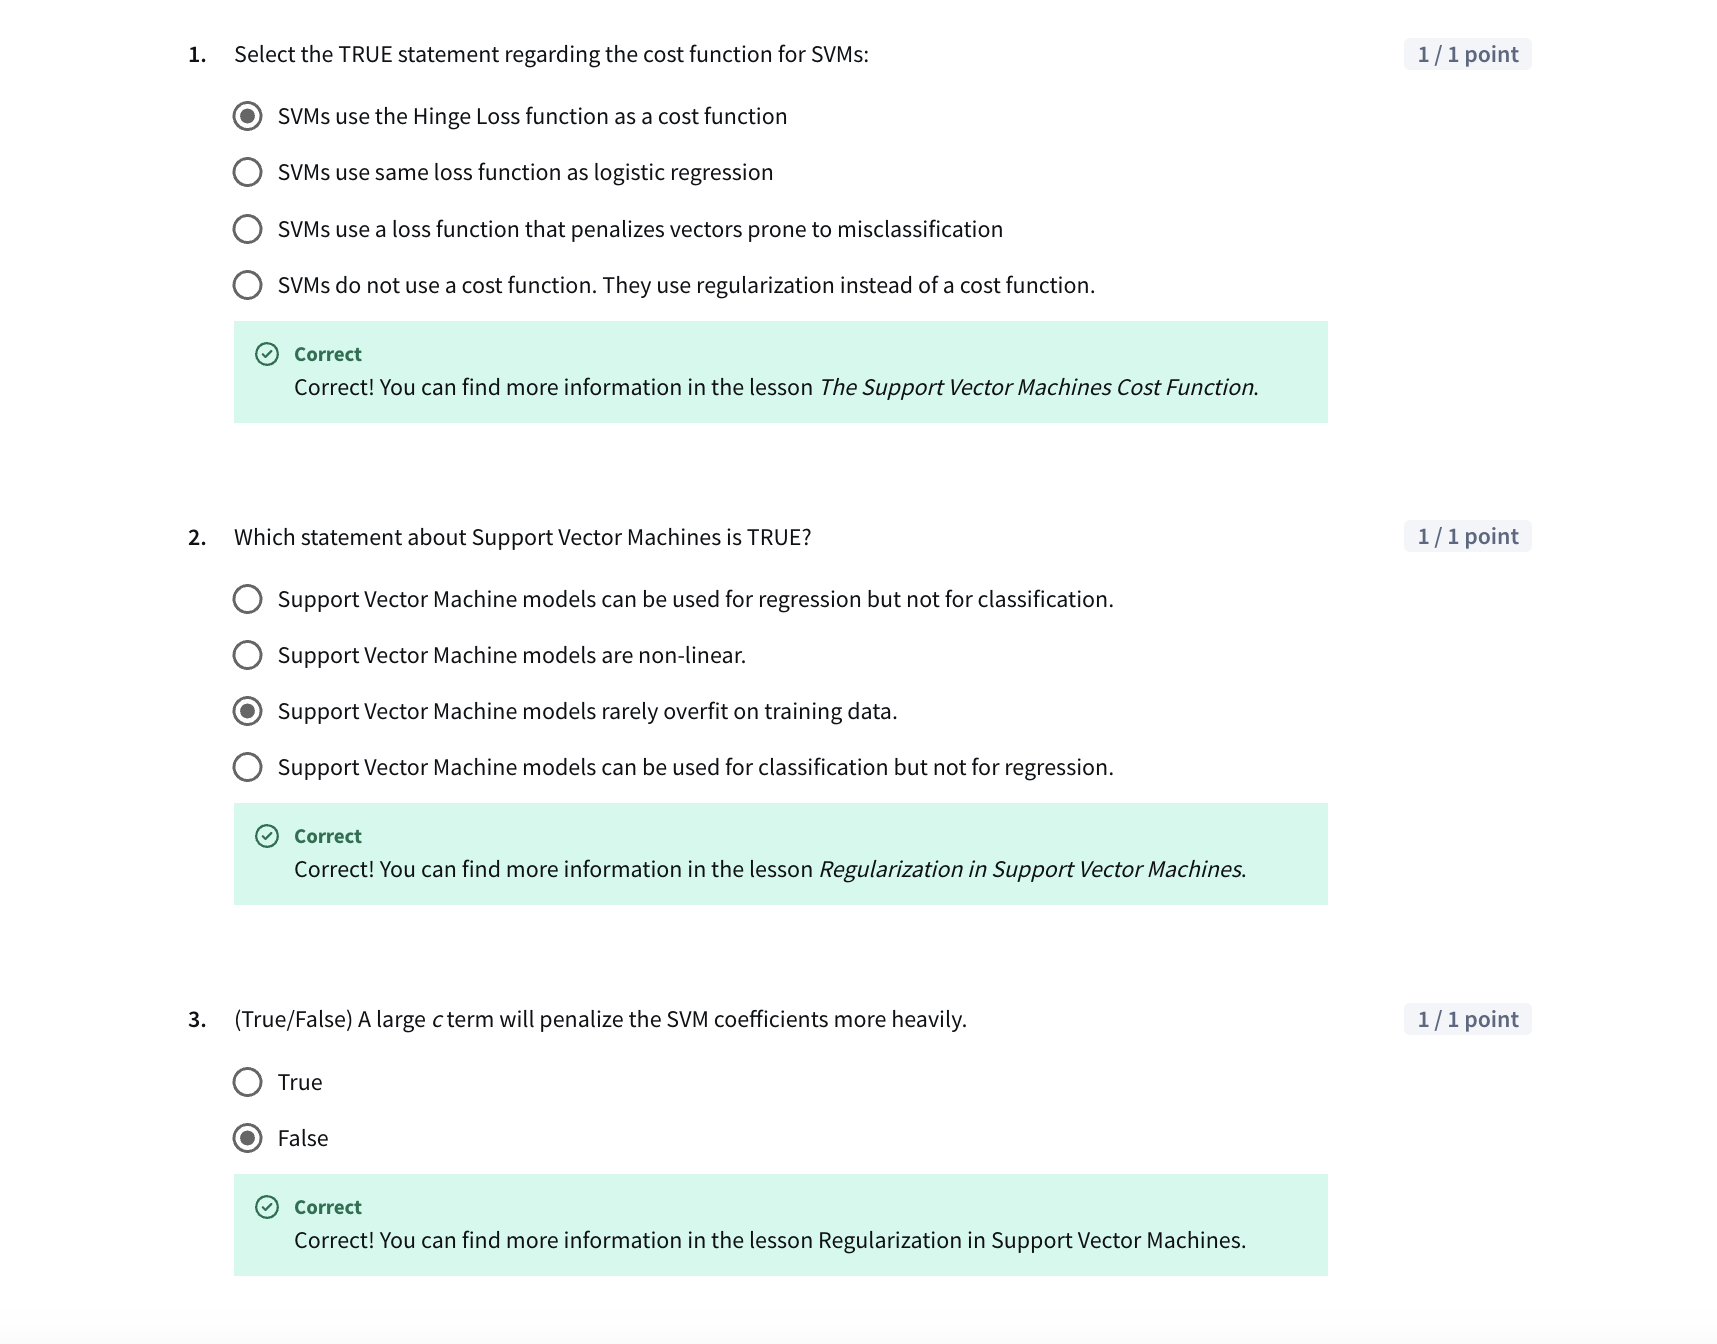 1. Select the TRUE statement regarding the cost function for SVMs: 1 / 1 point
SVMs use the Hinge Loss function as a cost function
SVMs use same loss function as logistic regression
SVMs use a loss function that penalizes vectors prone to misclassification
SVMs do not use a cost function. They use regularization instead of a cost function.
Correct
Correct! You can find more information in the lesson The Support Vector Machines Cost Function.
2. Which statement about Support Vector Machines is TRUE? 1 / 1 point
Support Vector Machine models can be used for regression but not for classification.
Support Vector Machine models are non-linear.
Support Vector Machine models rarely overfit on training data.
Support Vector Machine models can be used for classification but not for regression.
Correct
Correct! You can find more information in the lesson Regularization in Support Vector Machines.
3. (True/False) A large c term will penalize the SVM coefficients more heavily. 1 / 1 point
True
False
Correct
Correct! You can find more information in the lesson Regularization in Support Vector Machines.